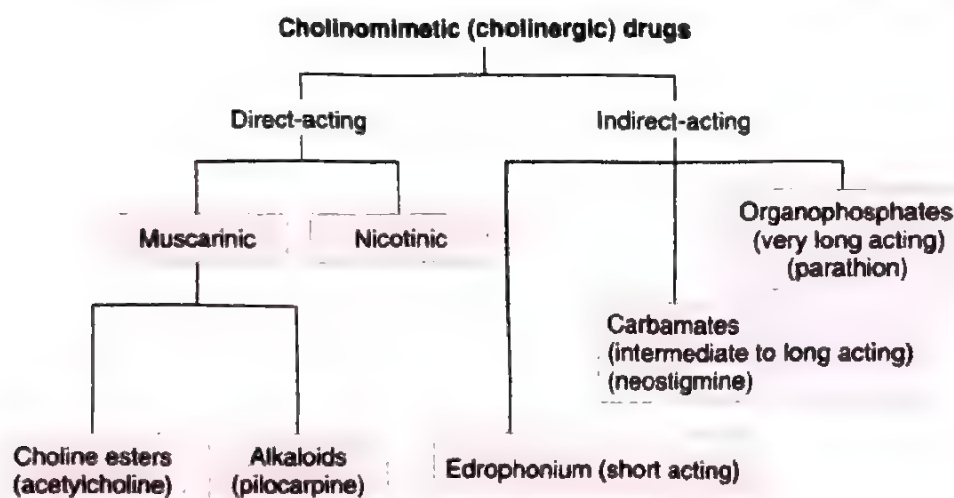 Cholinomimetic (cholinergic) drugs
Direct-acting
Indirect-acting
Muscarinic
Nicotinic
Organophosphates
(very long acting)
(parathion)
Carbamates
(intermediate to long acting)
(neostigmine)
Choline esters
(acetylcholine)
Alkaloids
(pilocarpine)
Edrophonium (short acting)